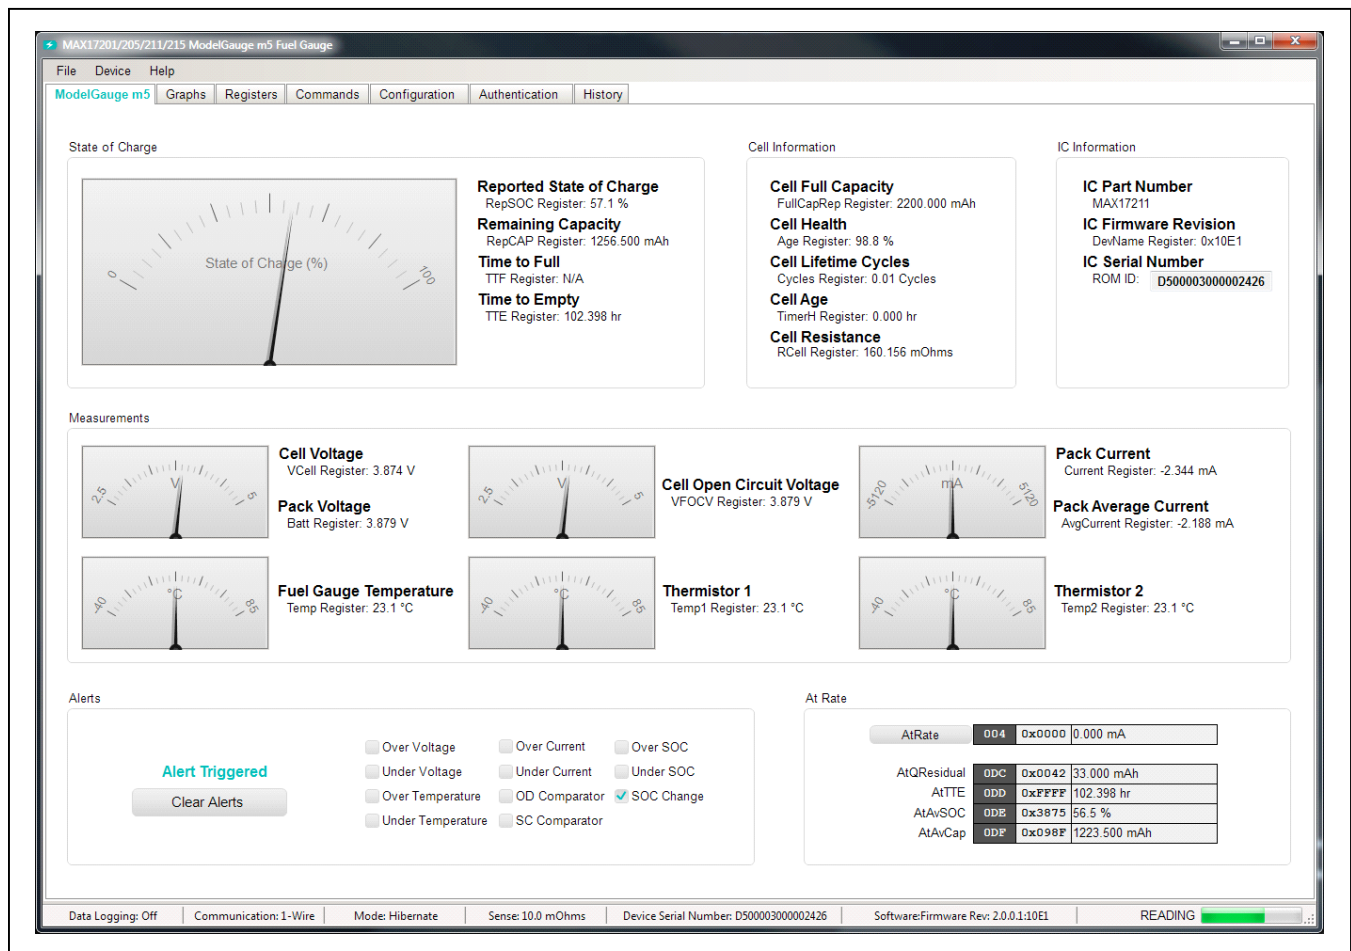 MAX17201/205/211/215 ModelGauge m5 Fuel Gauge
File Device Help
ModelGauge m5 Graphs Registers Commands Configuration Authentication History
State of Charge
0
100
State of Charge (%)
Reported State of Charge
RepSOC Register: 57.1 %
Remaining Capacity
RepCAP Register: 1256.500 mAh
Time to Full
TTF Register: N/A
Time to Empty
TTE Register: 102.398 hr
Cell Information
Cell Full Capacity
FullCapRep Register: 2200.000 mAh
Cell Health
Age Register: 98.8 %
Cell Lifetime Cycles
Cycles Register: 0.01 Cycles
Cell Age
TimerH Register: 0.000 hr
Cell Resistance
RCell Register: 160.156 mOhms
IC Information
IC Part Number
MAX17211
IC Firmware Revision
DevName Register: 0x10E1
IC Serial Number
ROM ID: D500003000002426
Measurements
2.5 V 5
Cell Voltage
VCell Register: 3.874 V
Pack Voltage
Batt Register: 3.879 V
2.5 V 5
Cell Open Circuit Voltage
VFOCV Register: 3.879 V
-5120 mA 5120
Pack Current
Current Register: -2.344 mA
Pack Average Current
AvgCurrent Register: -2.188 mA
-40 °C 85
Fuel Gauge Temperature
Temp Register: 23.1 °C
-40 °C 85
Thermistor 1
Temp1 Register: 23.1 °C
-40 °C 85
Thermistor 2
Temp2 Register: 23.1 °C
Alerts
Alert Triggered
Clear Alerts
Over Voltage Over Current Over SOC
Under Voltage Under Current Under SOC
Over Temperature OD Comparator SOC Change
Under Temperature SC Comparator
At Rate
AtRate 004 0x0000 0.000 mA
AtQResidual 0DC 0x0042 33.000 mAh
AtTTE 0DD 0xFFFF 102.398 hr
AtAvSOC 0DE 0x3875 56.5 %
AtAvCap 0DF 0x098F 1223.500 mAh
Data Logging: Off Communication: 1-Wire Mode: Hibernate Sense: 10.0 mOhms Device Serial Number: D500003000002426 Software:Firmware Rev: 2.0.0.1:10E1 READING